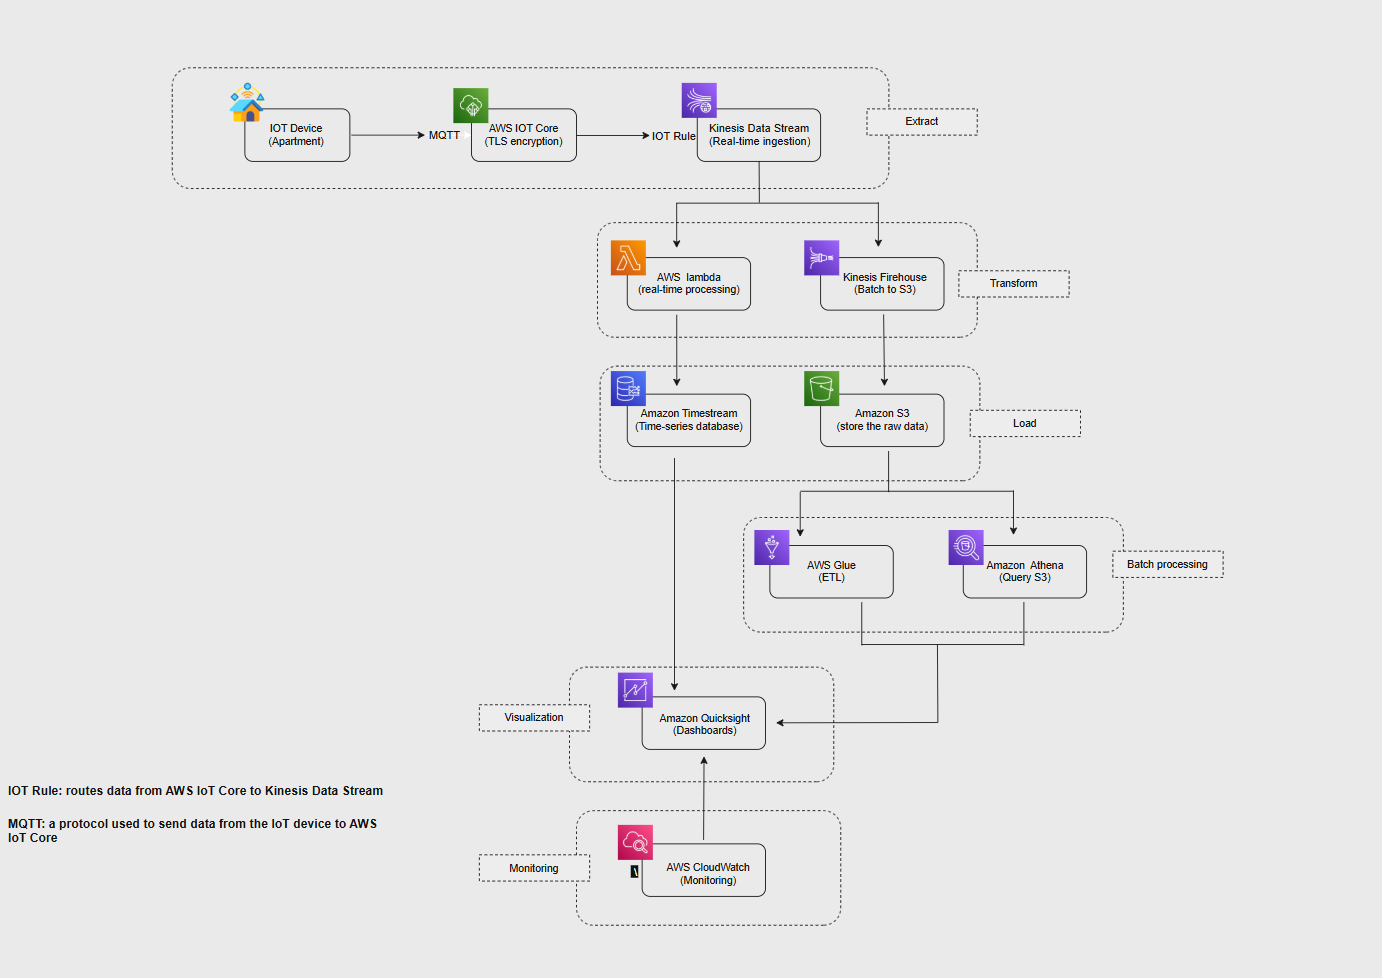 IOT Device
(Apartment)
MQTT
AWS IOT Core
(TLS encryption)
IOT Rule
Kinesis Data Stream
(Real-time ingestion)
Extract
AWS lambda
(real-time processing)
Kinesis Firehouse
(Batch to S3)
Transform
Amazon Timestream
(Time-series database)
Amazon S3
(store the raw data)
Load
AWS Glue
(ETL)
Amazon Athena
(Query S3)
Batch processing
Visualization
Amazon Quicksight
(Dashboards)
IOT Rule: routes data from AWS IoT Core to Kinesis Data Stream
MQTT: a protocol used to send data from the IoT device to AWS
IoT Core
Monitoring
\
AWS CloudWatch
(Monitoring)